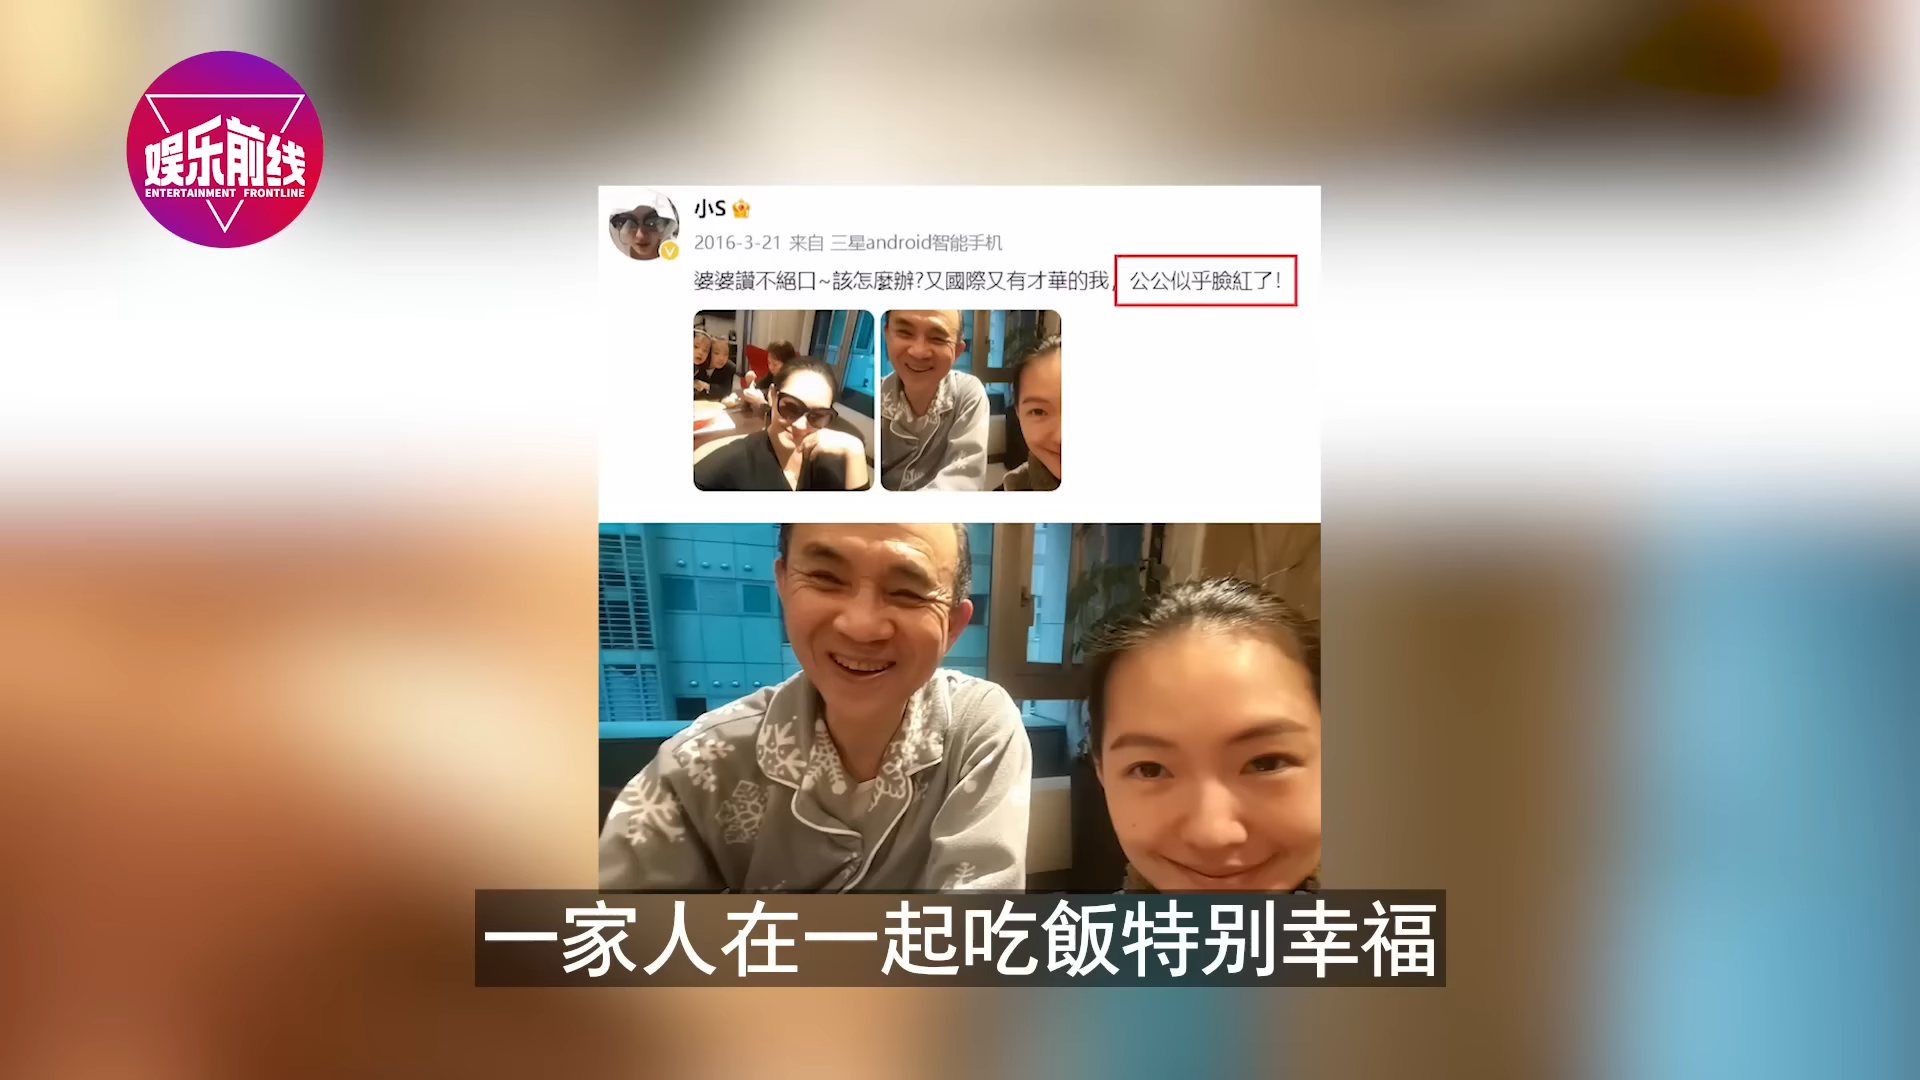 娱乐前线
ENTERTAINMENT FRONTLINE
小S
2016-3-21 来自 三星android智能手机
婆婆讚不絕口~該怎麼辦?又國際又有才華的我,公公似乎臉紅了!
一家人在一起吃飯特别幸福